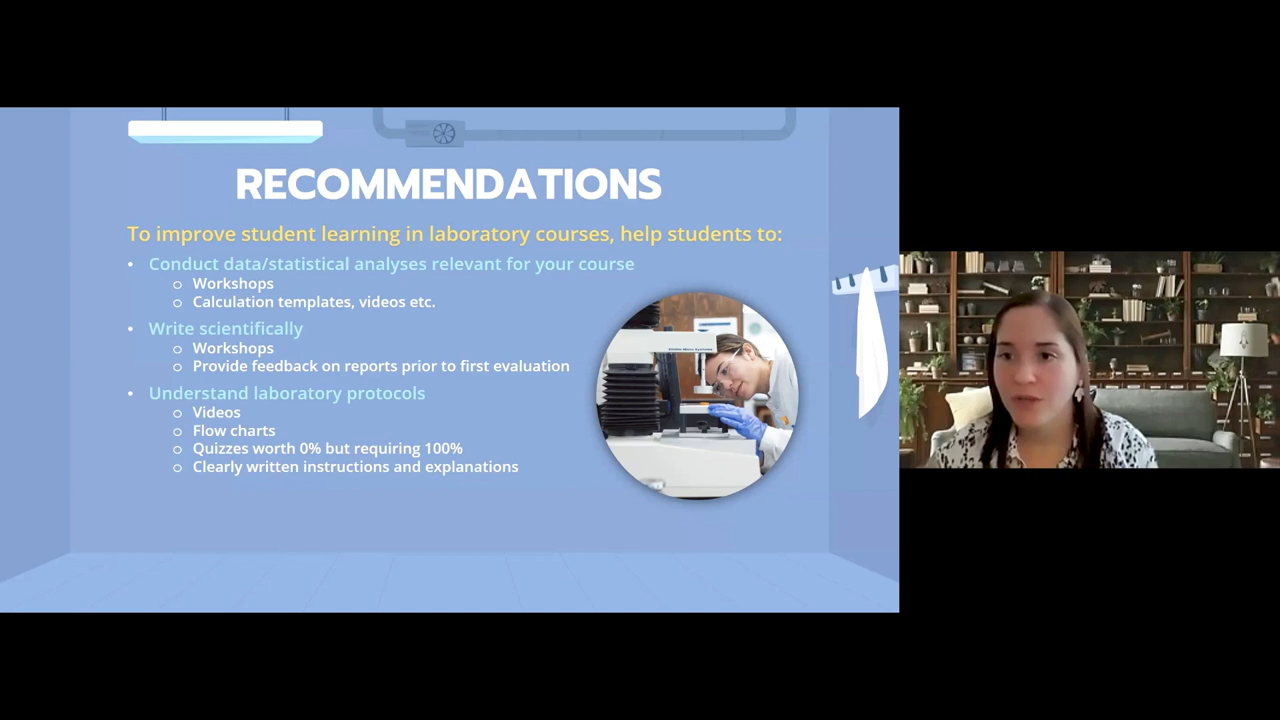 RECOMMENDATIONS
To improve student learning in laboratory courses, help students to:
• Conduct data/statistical analyses relevant for your course
o Workshops
o Calculation templates, videos etc.
• Write scientifically
o Workshops
o Provide feedback on reports prior to first evaluation
• Understand laboratory protocols
o Videos
o Flow charts
o Quizzes worth 0% but requiring 100%
o Clearly written instructions and explanations